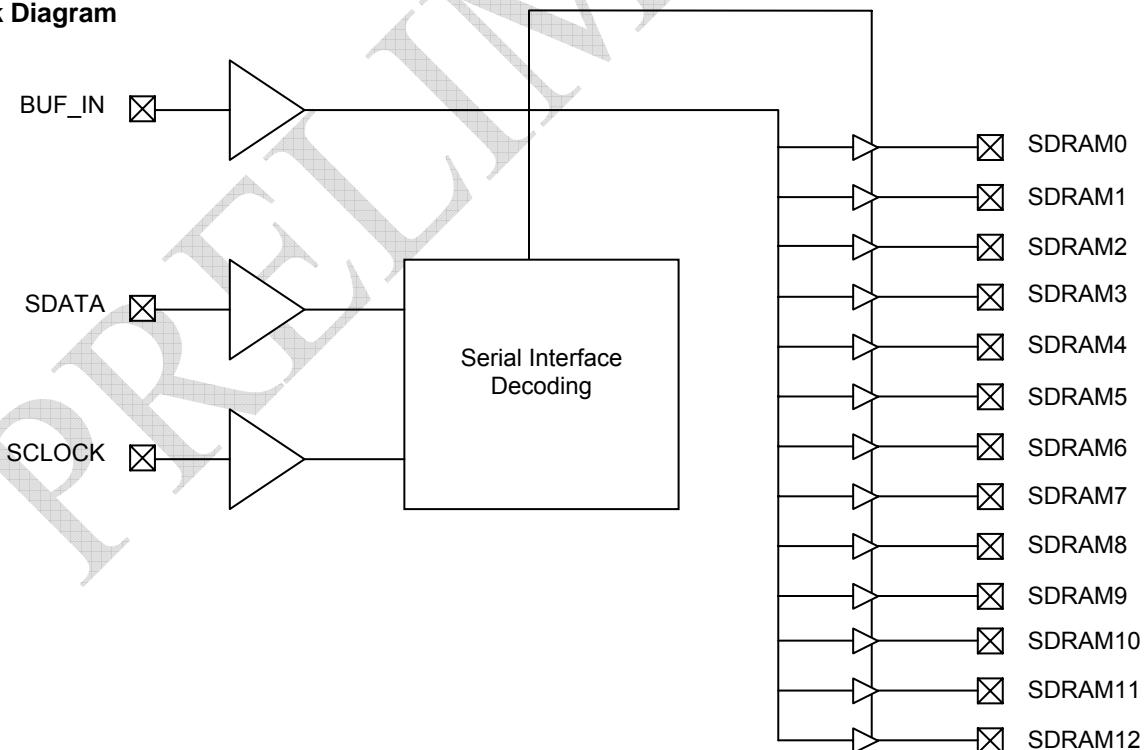 Diagram
BUF_IN
SDATA
SCLOCK
Serial Interface
Decoding
SDRAM0
SDRAM1
SDRAM2
SDRAM3
SDRAM4
SDRAM5
SDRAM6
SDRAM7
SDRAM8
SDRAM9
SDRAM10
SDRAM11
SDRAM12